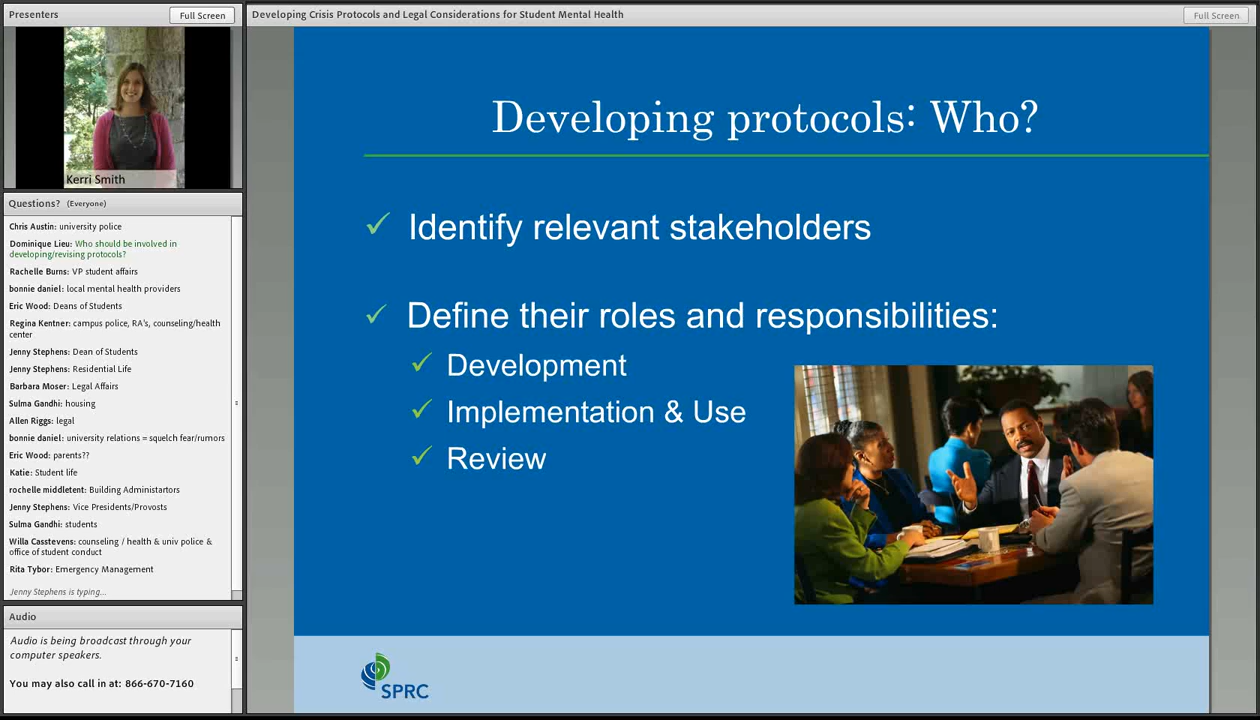 Presenters
Full Screen
Kerri Smith
Questions? (Everyone)
Chris Austin: university police
Dominique Lieu: Who should be involved in
developing/revising protocols?
Rachelle Burns: VP student affairs
bonnie daniel: local mental health providers
Eric Wood: Deans of Students
Regina Kentner: campus police, RA's, counseling/health
center
Jenny Stephens: Dean of Students
Jenny Stephens: Residential Life
Barbara Moser: Legal Affairs
Sulma Gandhi: housing
Allen Riggs: legal
bonnie daniel: university relations = squelch fear/rumors
Eric Wood: parents??
Katie: Student life
rochelle middletent: Building Administartors
Jenny Stephens: Vice Presidents/Provosts
Sulma Gandhi: students
Willa Casstevens: counseling / health & univ police &
office of student conduct
Rita Tybor: Emergency Management
Jenny Stephens is typing...
Audio
Audio is being broadcast through your
computer speakers.
You may also call in at: 866-670-7160
Developing Crisis Protocols and Legal Considerations for Student Mental Health
Full Screen
Developing protocols: Who?
✓ Identify relevant stakeholders
✓ Define their roles and responsibilities:
✓ Development
✓ Implementation & Use
✓ Review
SPRC